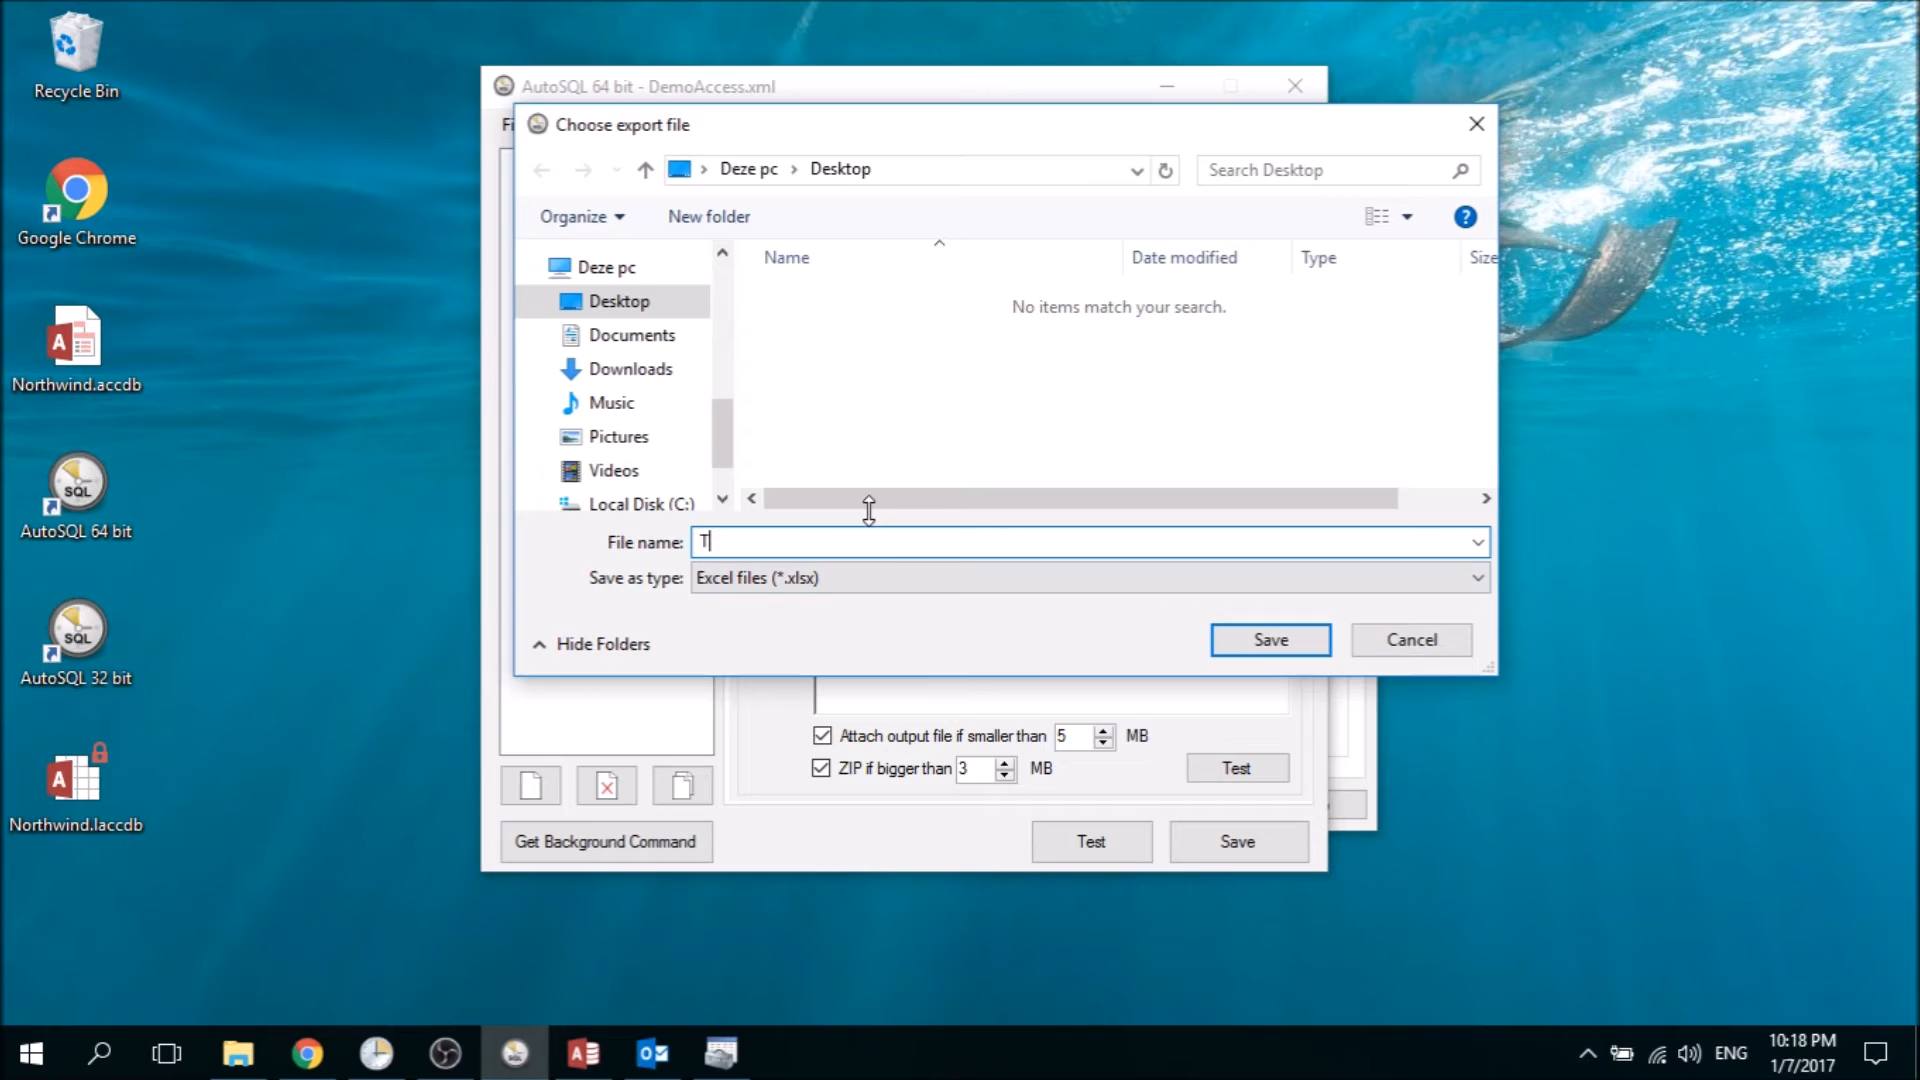 Recycle Bin
Google Chrome
Northwind.accdb
SQL
AutoSQL 64 bit
SQL
AutoSQL 32 bit
Northwind.laccdb
AutoSQL 64 bit - DemoAccess.xml
Fi
Choose export file
Deze pc > Desktop
Search Desktop
Organize
New folder
Name
Date modified
Type
Size
No items match your search.
Deze pc
Desktop
Documents
Downloads
Music
Pictures
Videos
Local Disk (C:)
File name: T
Save as type: Excel files (*.xlsx)
Hide Folders
Save
Cancel
Attach output file if smaller than 5 MB
ZIP if bigger than 3 MB
Test
Get Background Command
Test
Save
ENG
10:18 PM
1/7/2017